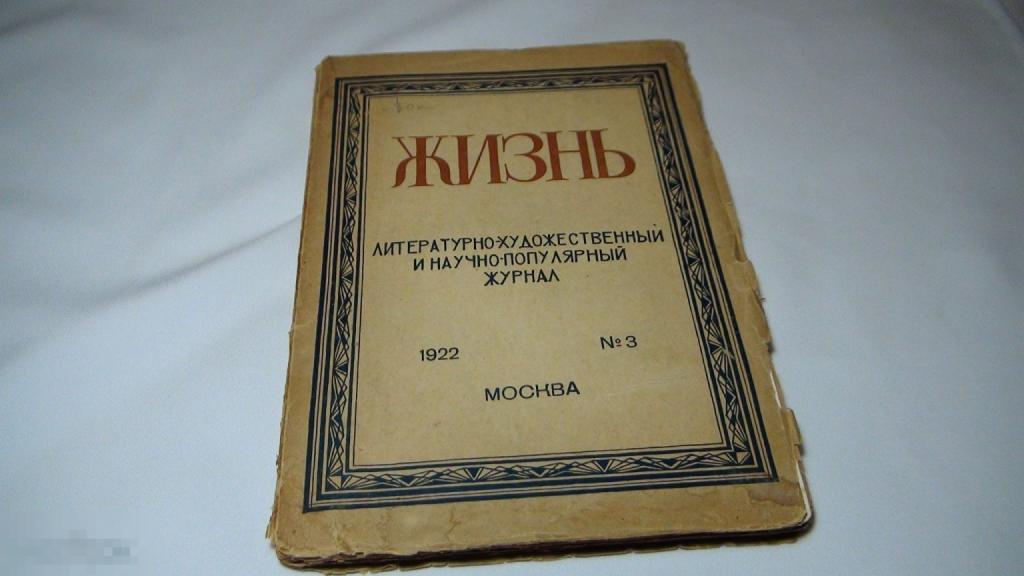 ЖИЗНЬ
ЛИТЕРАТУРНО-ХУДОЖЕСТВЕННЫЙ
И НАУЧНО-ПОПУЛЯРНЫЙ
ЖУРНАЛ
1922 №3
МОСКВА